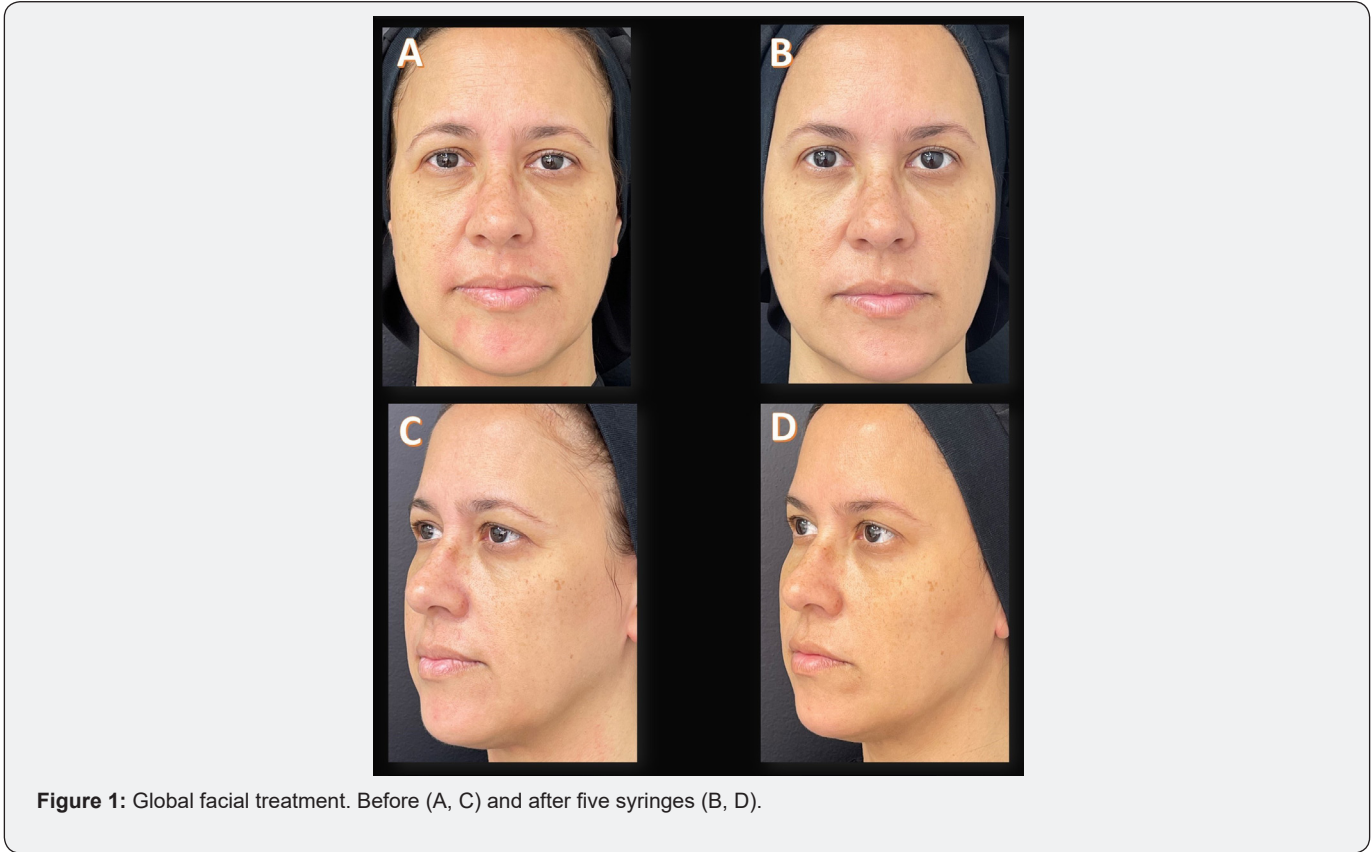 A
B
C
D
Figure 1: Global facial treatment. Before (A, C) and after five syringes (B, D).